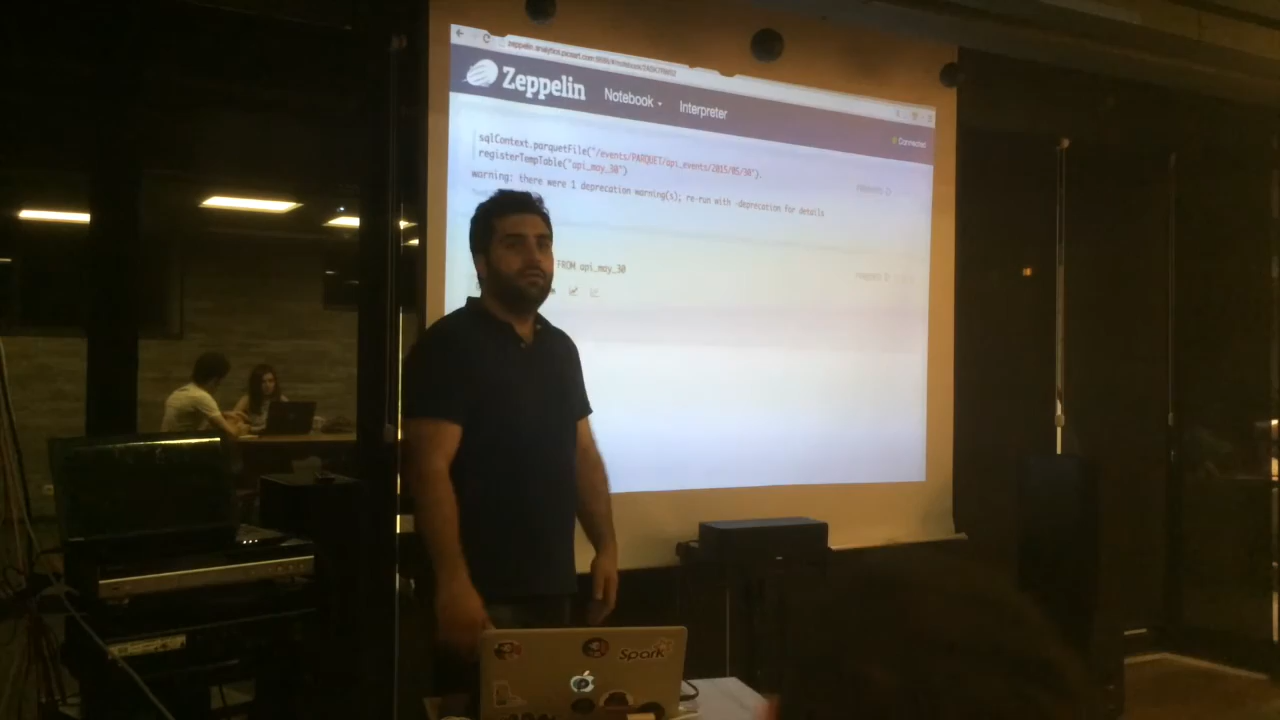 Zeppelin
Notebook
Interpreter
Connected
sqlContext.parquetFile("/events/PARQUET/api_events/2015/05/30").
registerTempTable("api_may_30")
warning: there were 1 deprecation warning(s); re-run with -deprecation for details
FROM api_may_30
Spark